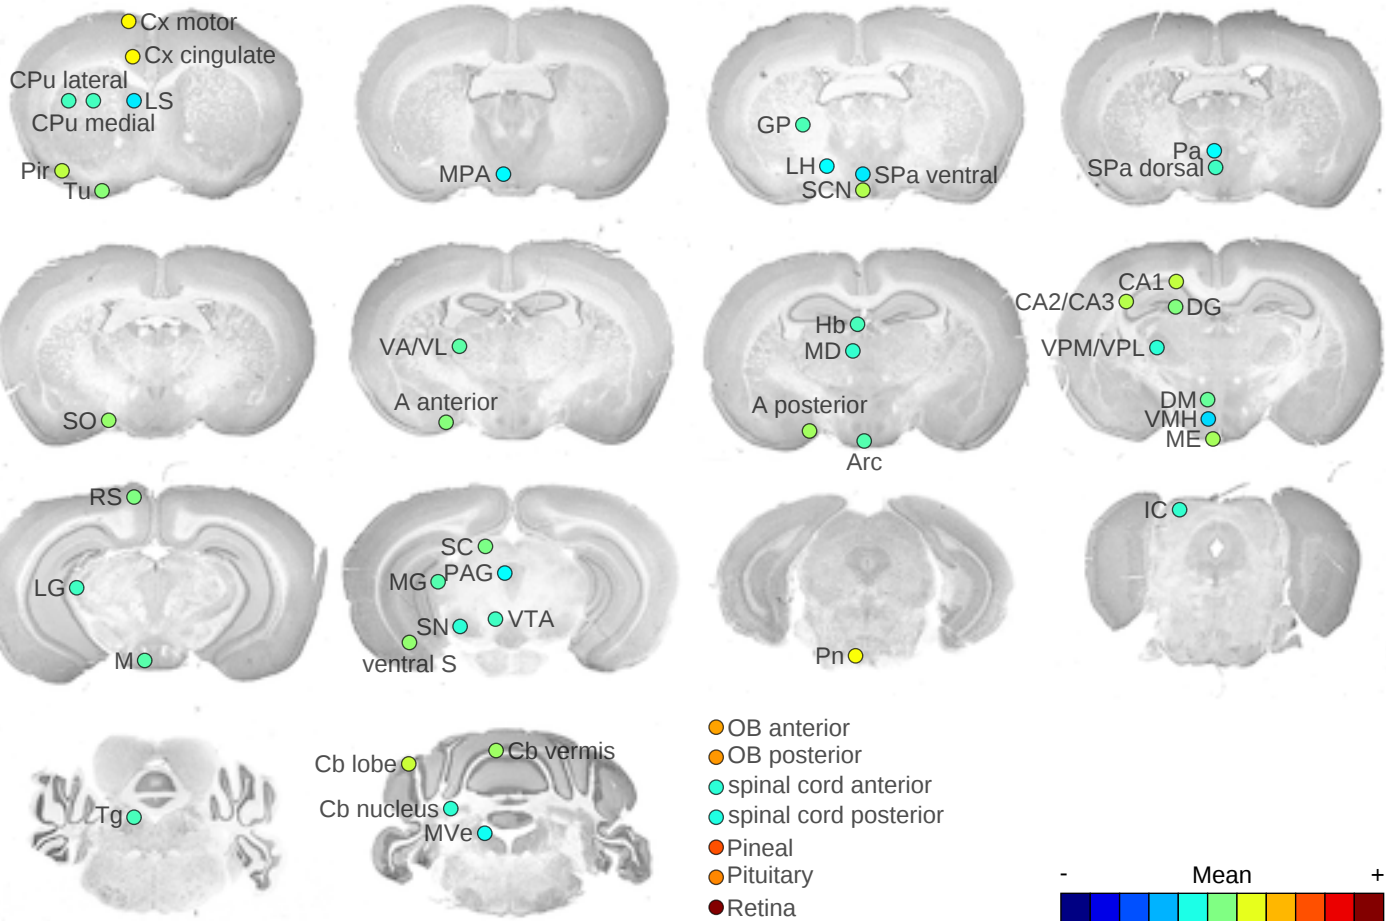 Cx motor
Cx cingulate
CPu lateral
LS
CPu medial
Pir
Tu
MPA
GP
LH
SPa ventral
SCN
Pa
SPa dorsal
SO
VA/VL
A anterior
Hb
MD
A posterior
Arc
CA1
CA2/CA3
DG
VPM/VPL
DM
VMH
ME
RS
LG
M
SC
MG
PAG
SN
VTA
ventral S
Pn
IC
Tg
Cb lobe
Cb vermis
Cb nucleus
MVe
OB anterior
OB posterior
spinal cord anterior
spinal cord posterior
Pineal
Pituitary
Retina
- Mean +